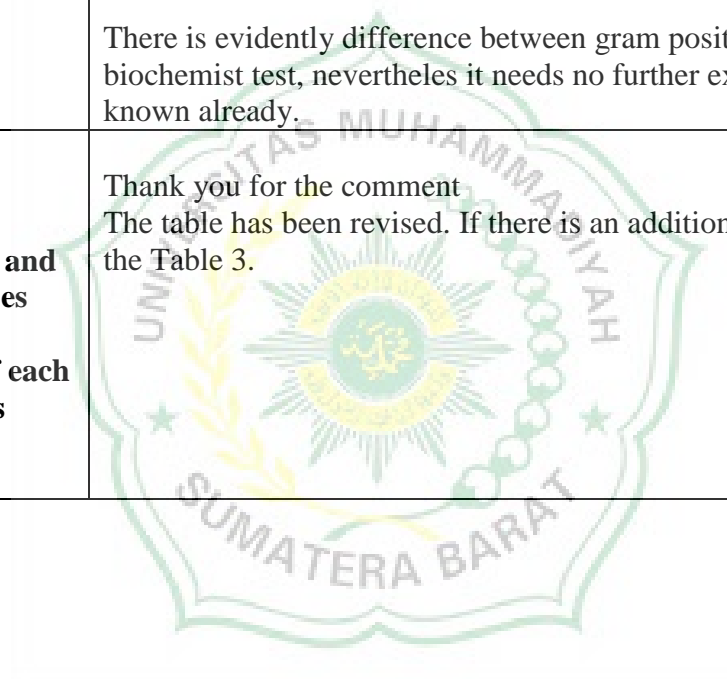 There is evidently difference between gram posit
biochemist test, nevertheles it needs no further ex
known already.
Thank you for the comment
The table has been revised. If there is an addition
the Table 3.
and
es
each
s
UNIVERSITAS MUHAMMADIYAH
SUMATERA BARAT